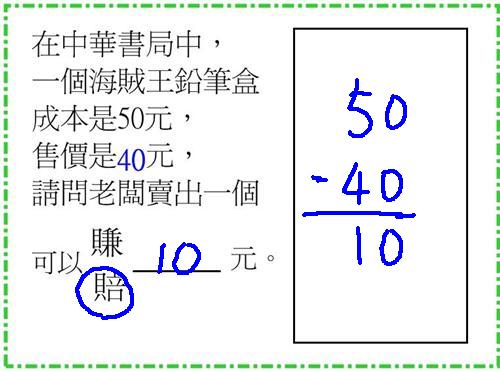 在中華書局中，
一個海賊王鉛筆盒
成本是50元，
售價是40元，
請問老闆賣出一個
賺
可以 10 元。
賠
50
-40
10